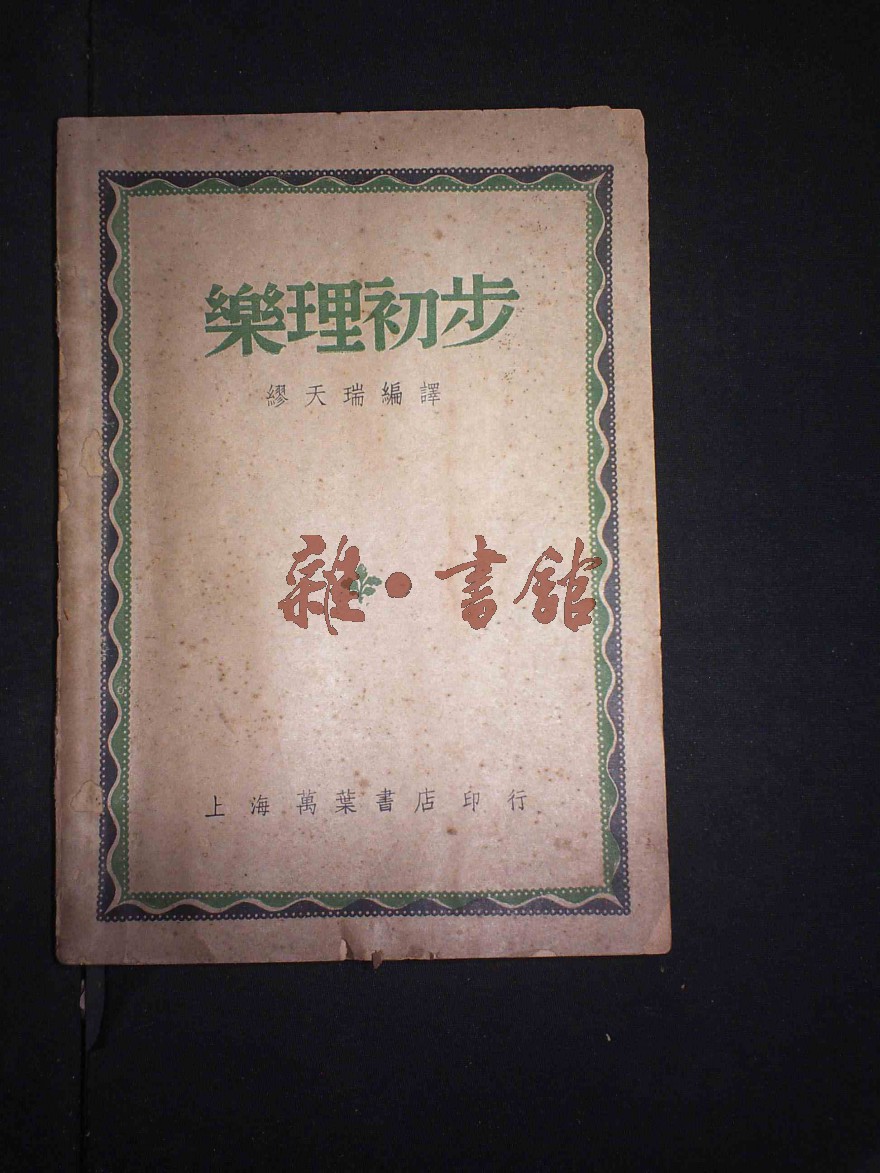 樂理初步
繆天瑞編譯
雜·書館
上海萬葉書店印行